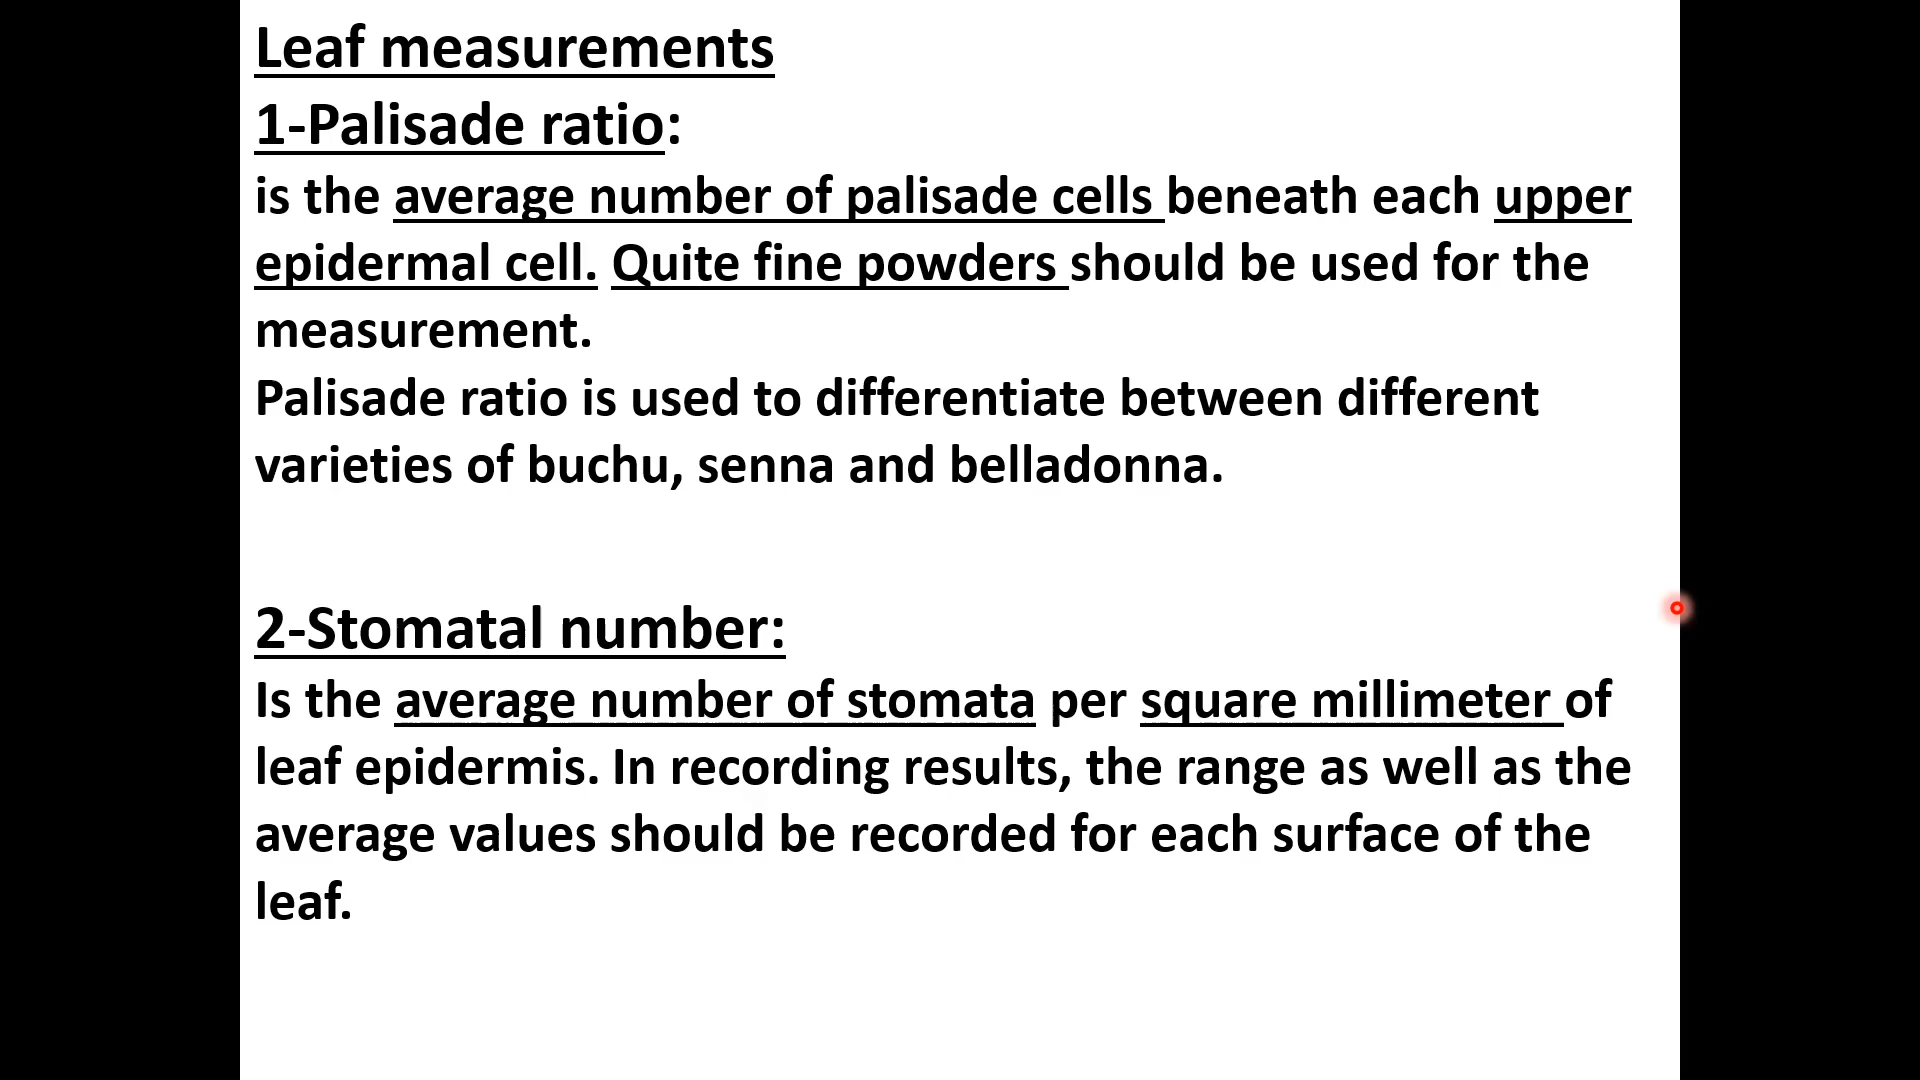 Leaf measurements
1-Palisade ratio:
is the average number of palisade cells beneath each upper
epidermal cell. Quite fine powders should be used for the
measurement.
Palisade ratio is used to differentiate between different
varieties of buchu, senna and belladonna.
2-Stomatal number:
Is the average number of stomata per square millimeter of
leaf epidermis. In recording results, the range as well as the
average values should be recorded for each surface of the
leaf.